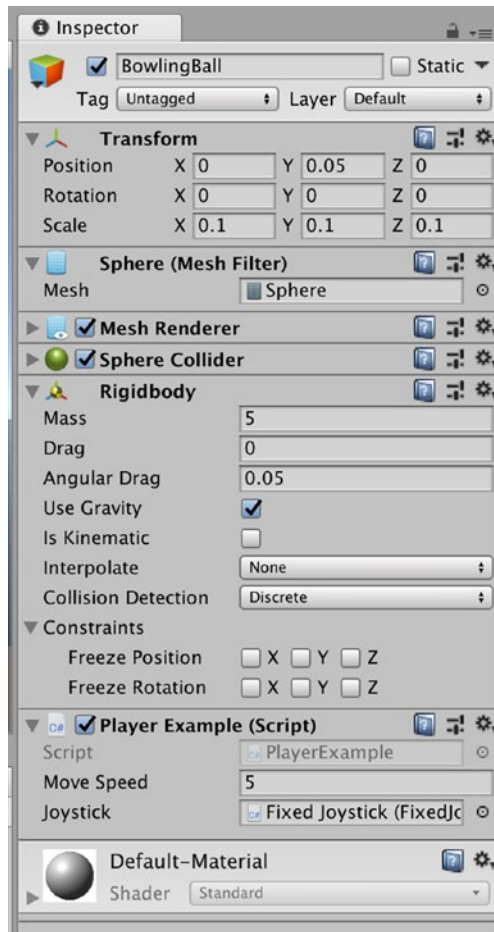 Inspector
BowlingBall Static
Tag Untagged Layer Default
Transform
Position X 0 Y 0.05 Z 0
Rotation X 0 Y 0 Z 0
Scale X 0.1 Y 0.1 Z 0.1
Sphere (Mesh Filter)
Mesh Sphere
Mesh Renderer
Sphere Collider
Rigidbody
Mass 5
Drag 0
Angular Drag 0.05
Use Gravity
Is Kinematic
Interpolate None
Collision Detection Discrete
Constraints
Freeze Position X Y Z
Freeze Rotation X Y Z
C# Player Example (Script)
Script PlayerExample
Move Speed 5
Joystick Fixed Joystick (FixedJc
Default-Material
Shader Standard